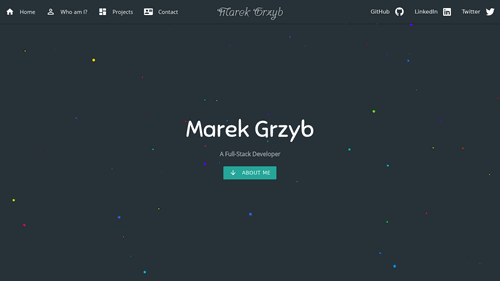 Home
Who am I?
Projects
Contact
Marek Grzyb
GitHub
LinkedIn
Twitter
Marek Grzyb
A Full-Stack Developer
ABOUT ME